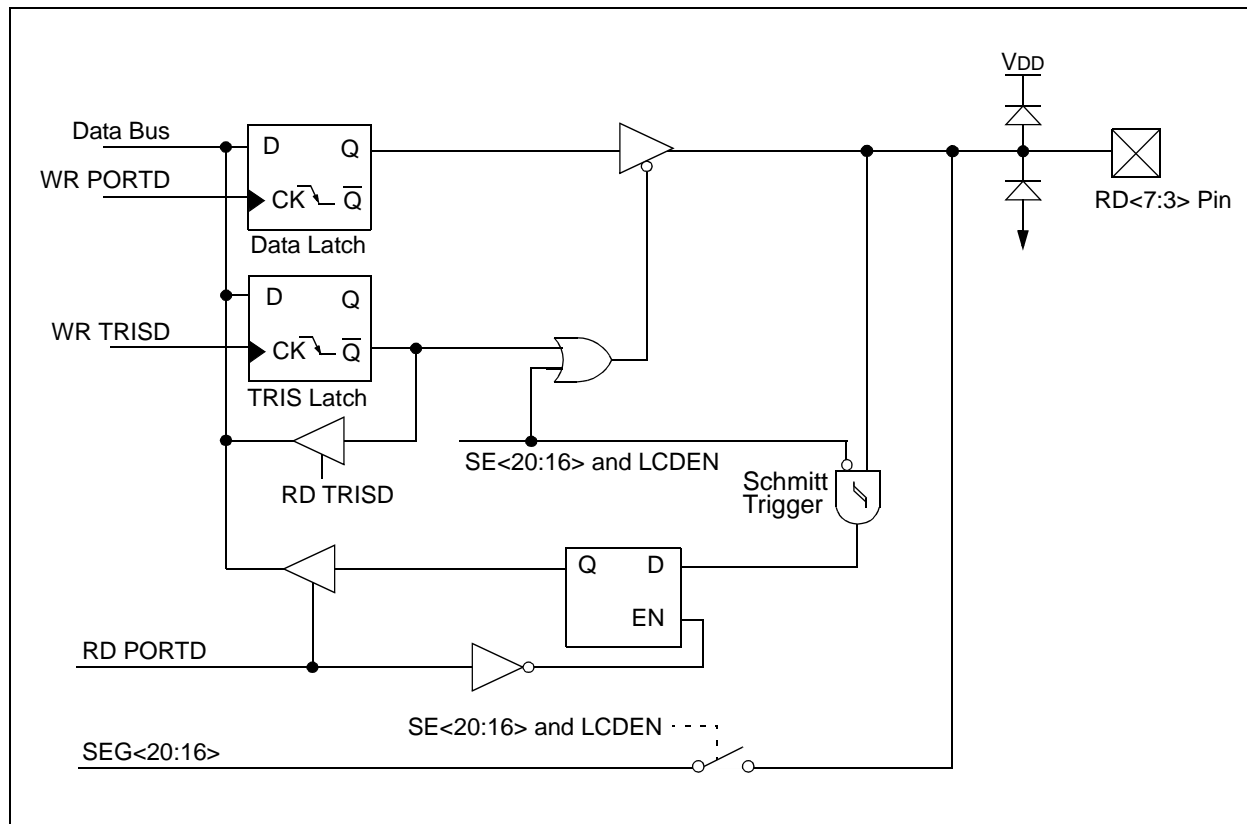 VDD
Data Bus
D Q
WR PORTD
CK Q̅
RD<7:3> Pin
Data Latch
D Q
WR TRISD
CK Q̅
TRIS Latch
SE<20:16> and LCDEN
Schmitt
Trigger
RD TRISD
Q D
EN
RD PORTD
SE<20:16> and LCDEN
SEG<20:16>